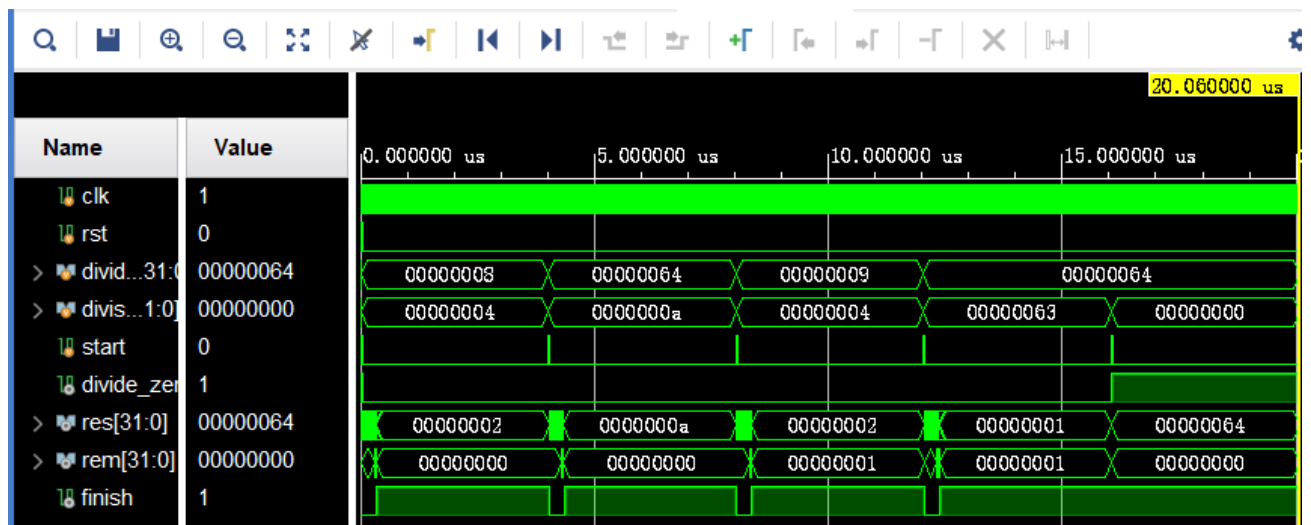 20.060000 us
Name Value
0.000000 us 5.000000 us 10.000000 us 15.000000 us
clk 1
rst 0
divid...31:0 00000064 00000008 00000064 00000009 00000064
divis...1:0] 00000000 00000004 0000000a 00000004 00000063 00000000
start 0
divide_zer 1
res[31:0] 00000064 00000002 0000000a 00000002 00000001 00000064
rem[31:0] 00000000 00000000 00000000 00000001 00000001 00000000
finish 1